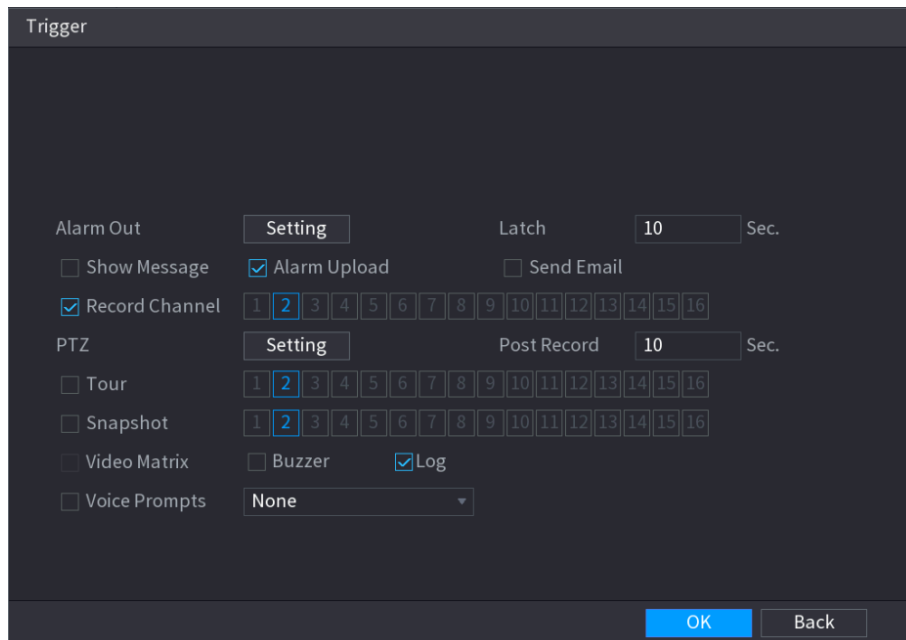 Trigger
Alarm Out Setting Latch 10 Sec.
Show Message Alarm Upload Send Email
Record Channel 1 2 3 4 5 6 7 8 9 10 11 12 13 14 15 16
PTZ Setting Post Record 10 Sec.
Tour 1 2 3 4 5 6 7 8 9 10 11 12 13 14 15 16
Snapshot 1 2 3 4 5 6 7 8 9 10 11 12 13 14 15 16
Video Matrix Buzzer Log
Voice Prompts None
OK Back